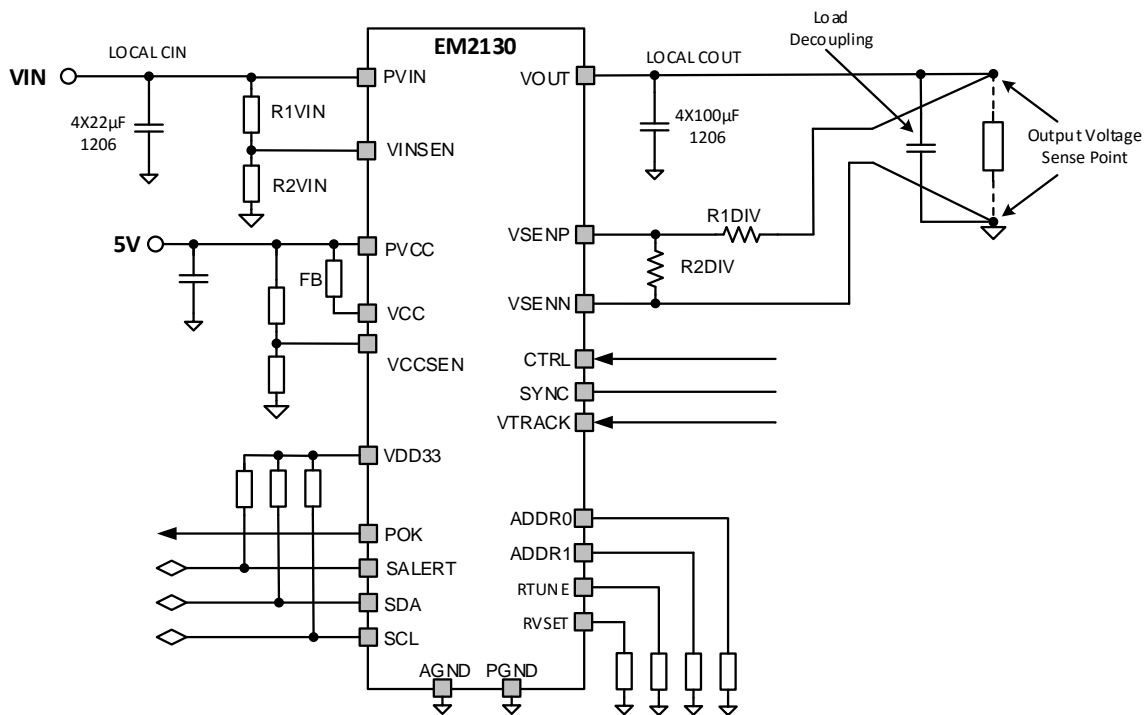 EM2130
LOCAL CIN
VIN
PVIN
R1VIN
4X22µF
1206
VINSEN
R2VIN
5V
PVCC
FB
VCC
VCCSEN
VDD33
POK
SALERT
SDA
SCL
AGND
PGND
LOCAL COUT
VOUT
4X100µF
1206
Load
Decoupling
Output Voltage
Sense Point
R1DIV
VSENP
R2DIV
VSENN
CTRL
SYNC
VTRACK
ADDR0
ADDR1
RTUNE
RVSET